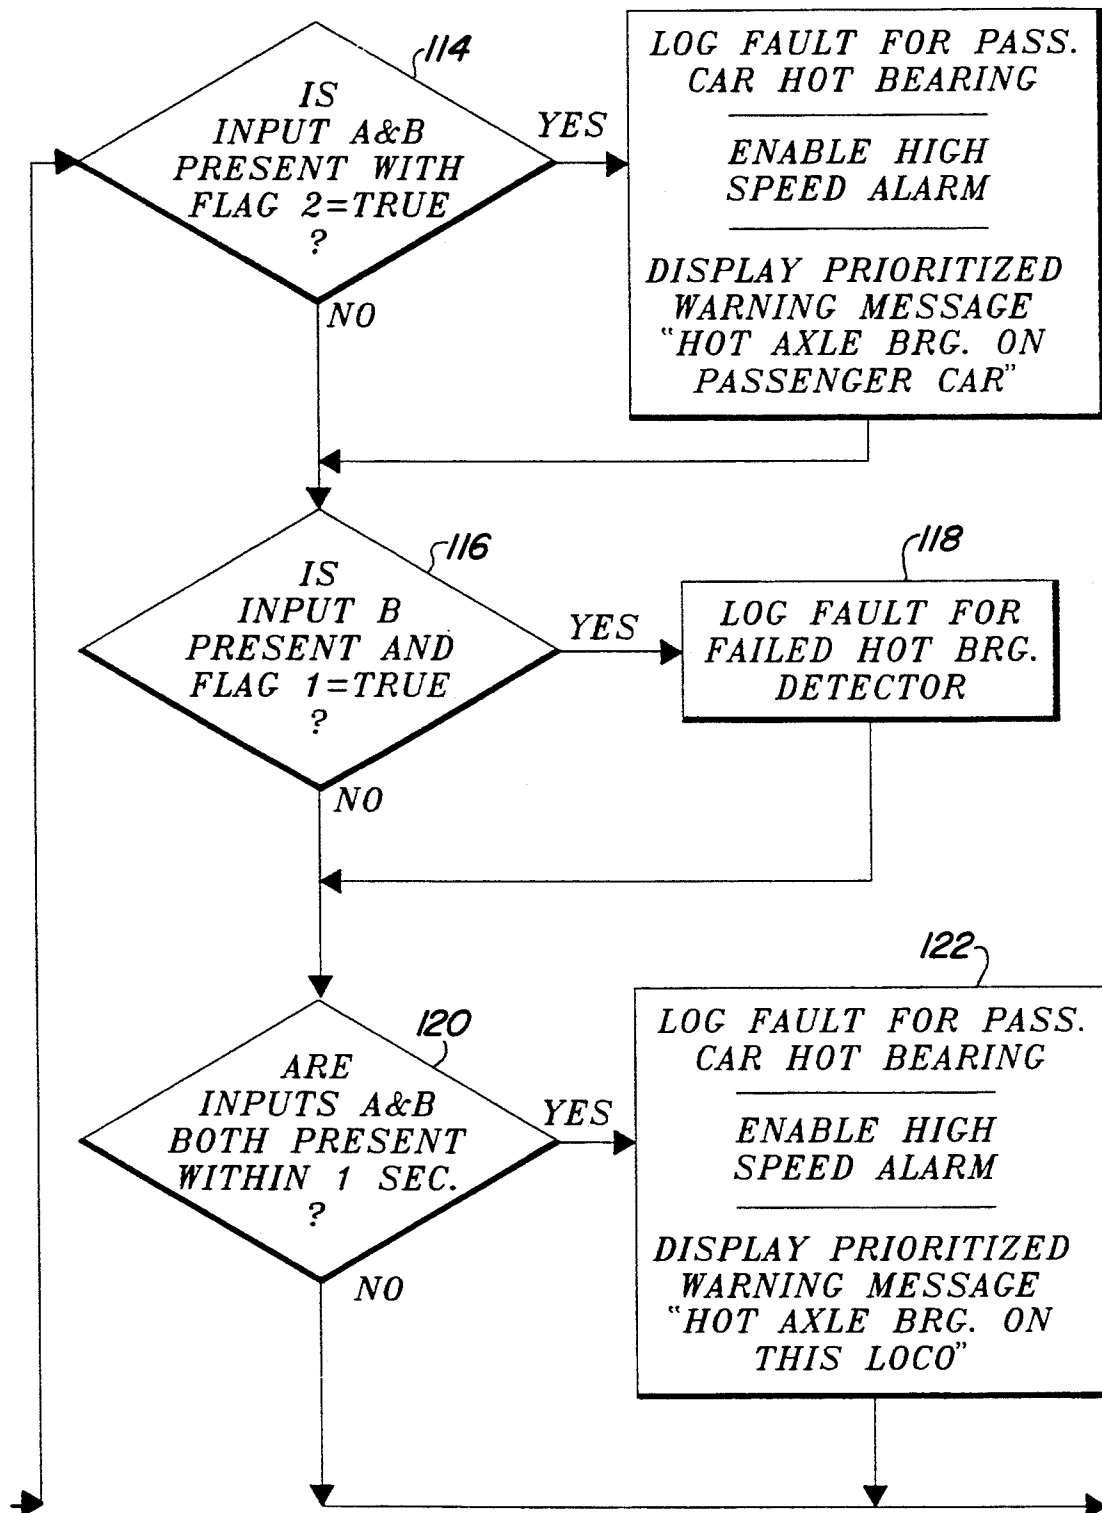 114
IS
INPUT A&B
PRESENT WITH
FLAG 2=TRUE
?
YES
NO
LOG FAULT FOR PASS.
CAR HOT BEARING
ENABLE HIGH
SPEED ALARM
DISPLAY PRIORITIZED
WARNING MESSAGE
"HOT AXLE BRG. ON
PASSENGER CAR"
116
IS
INPUT B
PRESENT AND
FLAG 1=TRUE
?
YES
NO
118
LOG FAULT FOR
FAILED HOT BRG.
DETECTOR
120
ARE
INPUTS A&B
BOTH PRESENT
WITHIN 1 SEC.
?
YES
NO
122
LOG FAULT FOR PASS.
CAR HOT BEARING
ENABLE HIGH
SPEED ALARM
DISPLAY PRIORITIZED
WARNING MESSAGE
"HOT AXLE BRG. ON
THIS LOCO"